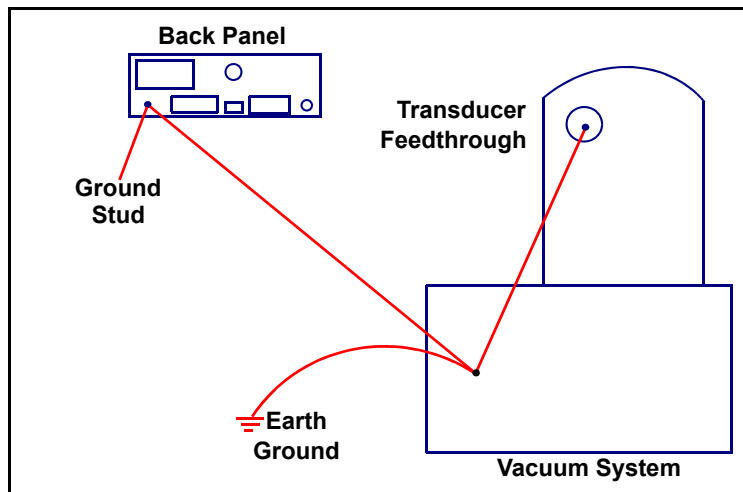 Back Panel
Transducer
Feedthrough
Ground
Stud
Earth
Ground
Vacuum System